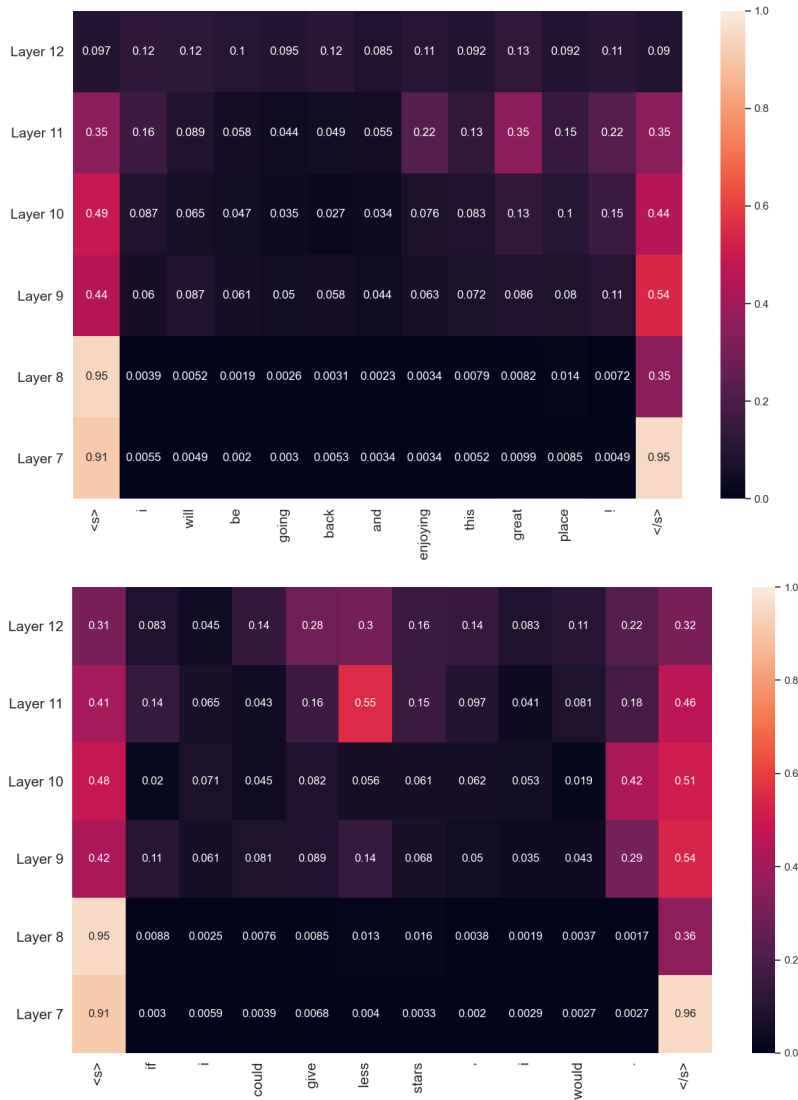 1.0
Layer 12 0.097 0.12 0.12 0.1 0.095 0.12 0.085 0.11 0.092 0.13 0.092 0.11 0.09
0.8
Layer 11 0.35 0.16 0.089 0.058 0.044 0.049 0.055 0.22 0.13 0.35 0.15 0.22 0.35
0.6
Layer 10 0.49 0.087 0.065 0.047 0.035 0.027 0.034 0.076 0.083 0.13 0.1 0.15 0.44
0.4
Layer 9 0.44 0.06 0.087 0.061 0.05 0.058 0.044 0.063 0.072 0.086 0.08 0.11 0.54
Layer 8 0.95 0.0039 0.0052 0.0019 0.0026 0.0031 0.0023 0.0034 0.0079 0.0082 0.014 0.0072 0.35
0.2
Layer 7 0.91 0.0055 0.0049 0.002 0.003 0.0053 0.0034 0.0034 0.0052 0.0099 0.0085 0.0049 0.95
0.0
<s> i will be going back and enjoying this great place ! </s>
1.0
Layer 12 0.31 0.083 0.045 0.14 0.28 0.3 0.16 0.14 0.083 0.11 0.22 0.32
0.8
Layer 11 0.41 0.14 0.065 0.043 0.16 0.55 0.15 0.097 0.041 0.081 0.18 0.46
0.6
Layer 10 0.48 0.02 0.071 0.045 0.082 0.056 0.061 0.062 0.053 0.019 0.42 0.51
0.4
Layer 9 0.42 0.11 0.061 0.081 0.089 0.14 0.068 0.05 0.035 0.043 0.29 0.54
Layer 8 0.95 0.0088 0.0025 0.0076 0.0085 0.013 0.016 0.0038 0.0019 0.0037 0.0017 0.36
0.2
Layer 7 0.91 0.003 0.0059 0.0039 0.0068 0.004 0.0033 0.002 0.0029 0.0027 0.0027 0.96
0.0
<s> if i could give less stars , i would . </s>